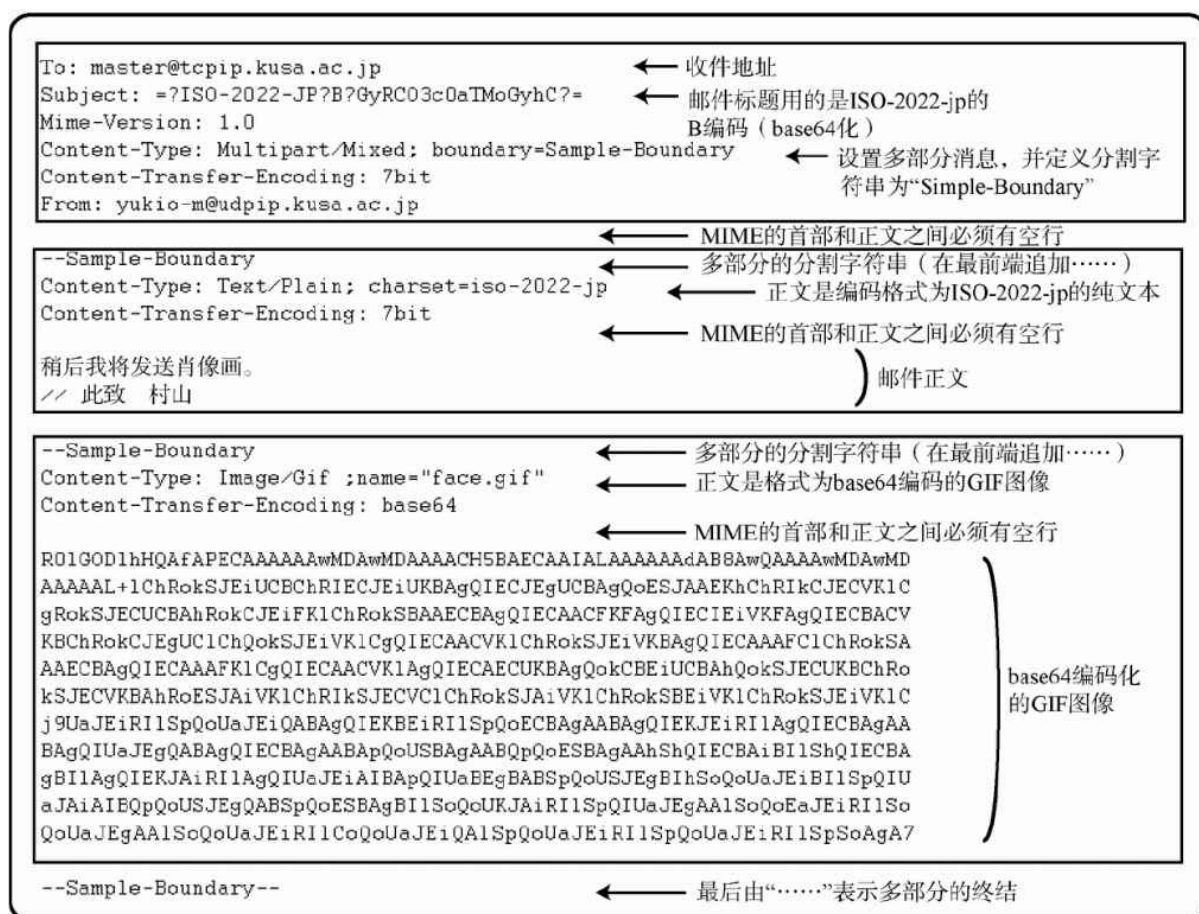 To: master@tcpip.kusa.ac.jp ← 收件地址
Subject: =?ISO-2022-JP?B?GyRCO3cOaTMoGyhC?= ← 邮件标题用的是ISO-2022-jp的
Mime-Version: 1.0 B编码（base64化）
Content-Type: Multipart/Mixed; boundary=Sample-Boundary ← 设置多部分消息，并定义分割字
Content-Transfer-Encoding: 7bit 符串为“Simple-Boundary”
From: yukio-m@udpip.kusa.ac.jp
← MIME的首部和正文之间必须有空行
--Sample-Boundary ← 多部分的分割字符串（在最前端追加……）
Content-Type: Text/Plain; charset=iso-2022-jp ← 正文是编码格式为ISO-2022-jp的纯文本
Content-Transfer-Encoding: 7bit
← MIME的首部和正文之间必须有空行
稍后我将发送肖像画。
// 此致 村山 邮件正文
--Sample-Boundary ← 多部分的分割字符串（在最前端追加……）
Content-Type: Image/Gif ;name="face.gif" ← 正文是格式为base64编码的GIF图像
Content-Transfer-Encoding: base64
← MIME的首部和正文之间必须有空行
R0lGODlhHQAfAPECAAAAAAwMDAwMDAAAACH5BAECAAIALAAAAAAdAB8AwQAAAAwMDAwMD
AAAAAL+lChRokSJEiUCBChRIECJEiUKBAgQIECJEgUCBAgQoESJAAEKhChRIkCJECVKlC
gRokSJECUCBAhRokCJEiFKlChRokSBAAECBAgQIECAACFKFAgQIECIEiVKFAgQIECBACV
KBChRokCJEgUClChQokSJEiVKlCgQIECAACVKlChRokSJEiVKBAgQIECAAAFClChRokSA
AAECBAgQIECAAAFKlCgQIECAACVKlAgQIECAECUKBAgQokCBEiUCBAhQokSJECUKBChRo
kSJECVKBAhRoESJAiVKlChRIkSJECVClChRokSJAiVKlChRokSBEiVKlChRokSJEiVKlC
j9UaJEiRIlSpQoUaJEiQABAgQIEKBEiRIlSpQoECBAgAABAgQIEKJEiRIlAgQIECBAgAA
BAgQIUaJEgQABAgQIECBAgAABApQoUSBAgAABQpQoESBAgAAhShQIECBAiBIlShQIECBA
gBIlAgQIEKJAiRIlAgQIUaJEiAIBApQIUaBEgBABSpQoUSJEgBIhSoQoUaJEiBIlSpQIU
aJAiAIBQpQoUSJEgQABSpQoESBAgBIlSoQoUKJAiRIlSpQIUaJEgAAlSoQoEaJEiRIlSo
QoUaJEgAAlSoQoUaJEiRIlCoQoUaJEiQAlSpQoUaJEiRIlSpQoUaJEiRIlSpSoAgA7
base64编码化
的GIF图像
--Sample-Boundary-- ← 最后由“……”表示多部分的终结